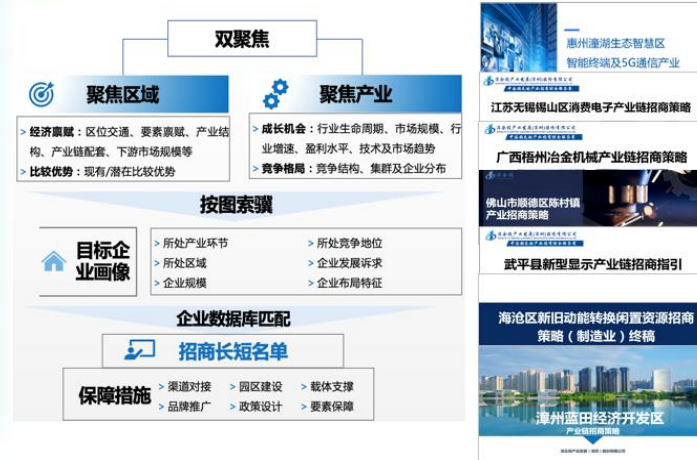 双聚焦
聚焦区域
> 经济禀赋：区位交通、要素禀赋、产业结
构、产业链配套、下游市场规模等
> 比较优势：现有/潜在比较优势
聚焦产业
> 成长机会：行业生命周期、市场规模、行
业增速、盈利水平、技术及市场趋势
> 竞争格局：竞争结构、集群及企业分布
按图索骥
目标企
业画像
> 所处产业环节
> 所处区域
> 企业规模
> 所处竞争地位
> 企业发展诉求
> 企业布局特征
企业数据库匹配
招商长短名单
保障措施
> 渠道对接
> 园区建设
> 载体支撑
> 品牌推广
> 政策设计
> 要素保障
惠州潼湖生态智慧区
智能终端及5G通信产业
江苏无锡锡山区消费电子产业链招商策略
广西梧州冶金机械产业链招商策略
佛山市顺德区陈村镇
产业招商策略
武平县新型显示产业链招商指引
海沧区新旧动能转换闲置资源招商
策略（制造业）终稿
漳州蓝田经济开发区
产业链招商策略